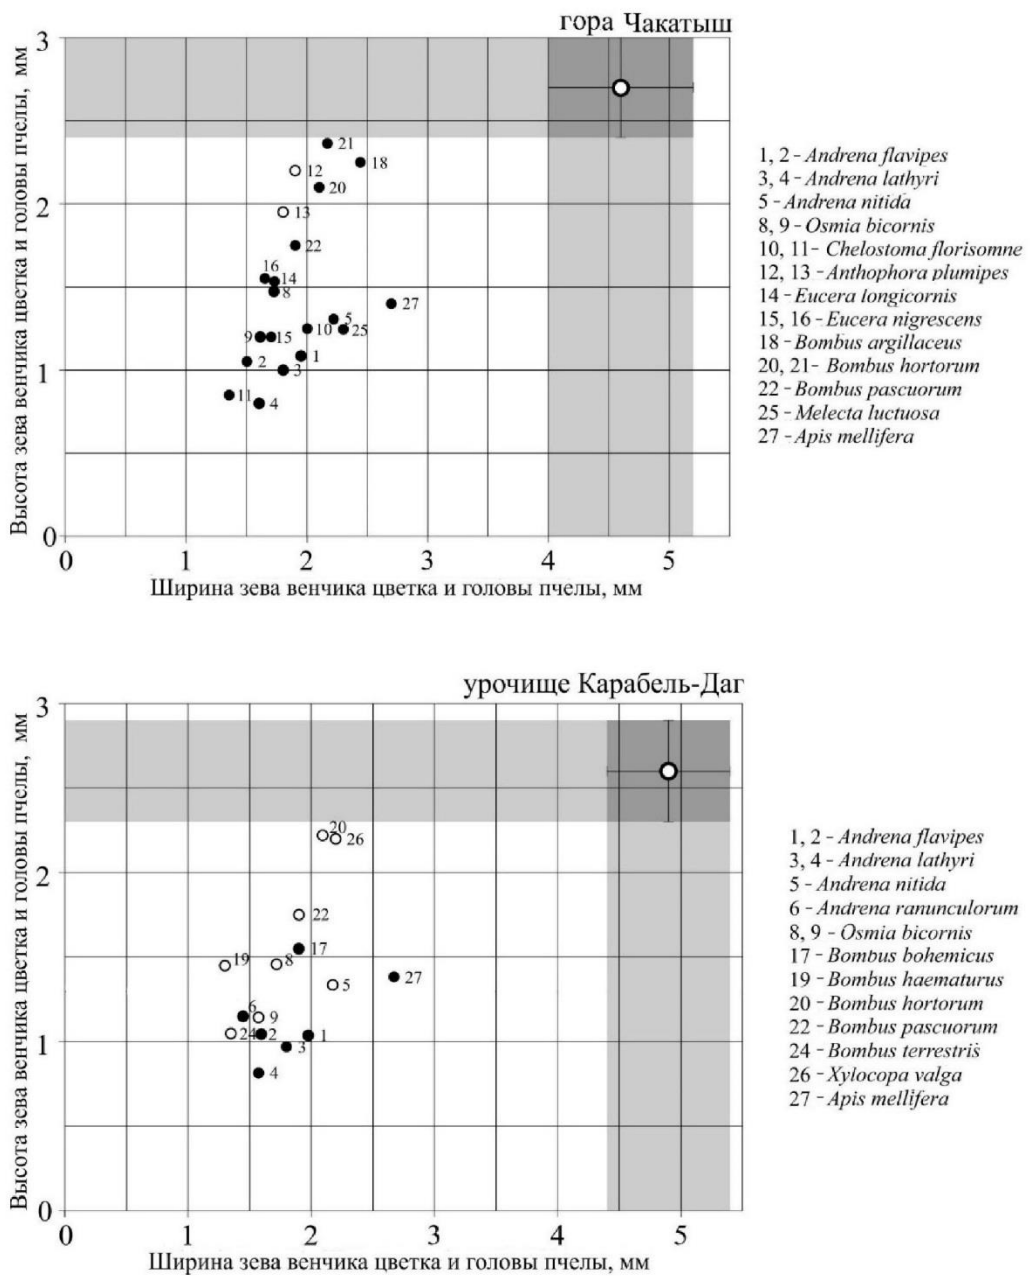 гора Чакатыш
Высота зева венчика цветка и головы пчелы, мм
3
2
1
0
21
18
12
20
13
22
16
14
8
27
5
10
25
9
15
1
2
3
11
4
0
1
2
3
4
5
Ширина зева венчика цветка и головы пчелы, мм
1, 2 – Andrena flavipes
3, 4 – Andrena lathyri
5 – Andrena nitida
8, 9 – Osmia bicornis
10, 11– Chelostoma florisomne
12, 13 – Anthophora plumipes
14 – Eucera longicornis
15, 16 – Eucera nigrescens
18 – Bombus argillaceus
20, 21– Bombus hortorum
22 – Bombus pascuorum
25 – Melecta luctuosa
27 – Apis mellifera
урочище Карабель-Даг
Высота зева венчика цветка и головы пчелы, мм
3
2
1
0
20
26
22
17
19
8
27
5
6
9
24
2
1
3
4
0
1
2
3
4
5
Ширина зева венчика цветка и головы пчелы, мм
1, 2 – Andrena flavipes
3, 4 – Andrena lathyri
5 – Andrena nitida
6 – Andrena ranunculorum
8, 9 – Osmia bicornis
17 – Bombus bohemicus
19 – Bombus haematurus
20 – Bombus hortorum
22 – Bombus pascuorum
24 – Bombus terrestris
26 – Xylocopa valga
27 – Apis mellifera